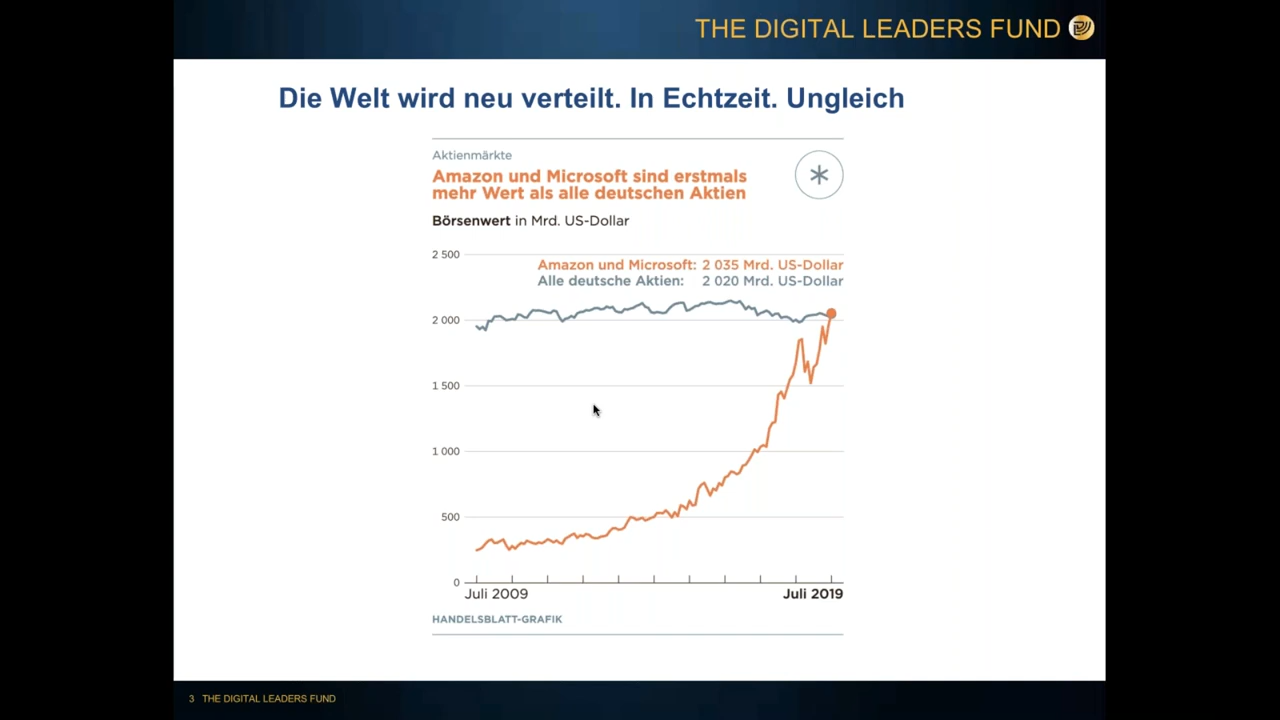 THE DIGITAL LEADERS FUND
Die Welt wird neu verteilt. In Echtzeit. Ungleich
Aktienmärkte
Amazon und Microsoft sind erstmals
mehr Wert als alle deutschen Aktien
Börsenwert in Mrd. US-Dollar
2 500
Amazon und Microsoft: 2 035 Mrd. US-Dollar
Alle deutsche Aktien: 2 020 Mrd. US-Dollar
2 000
1 500
1 000
500
0
Juli 2009 Juli 2019
HANDELSBLATT-GRAFIK
3 THE DIGITAL LEADERS FUND